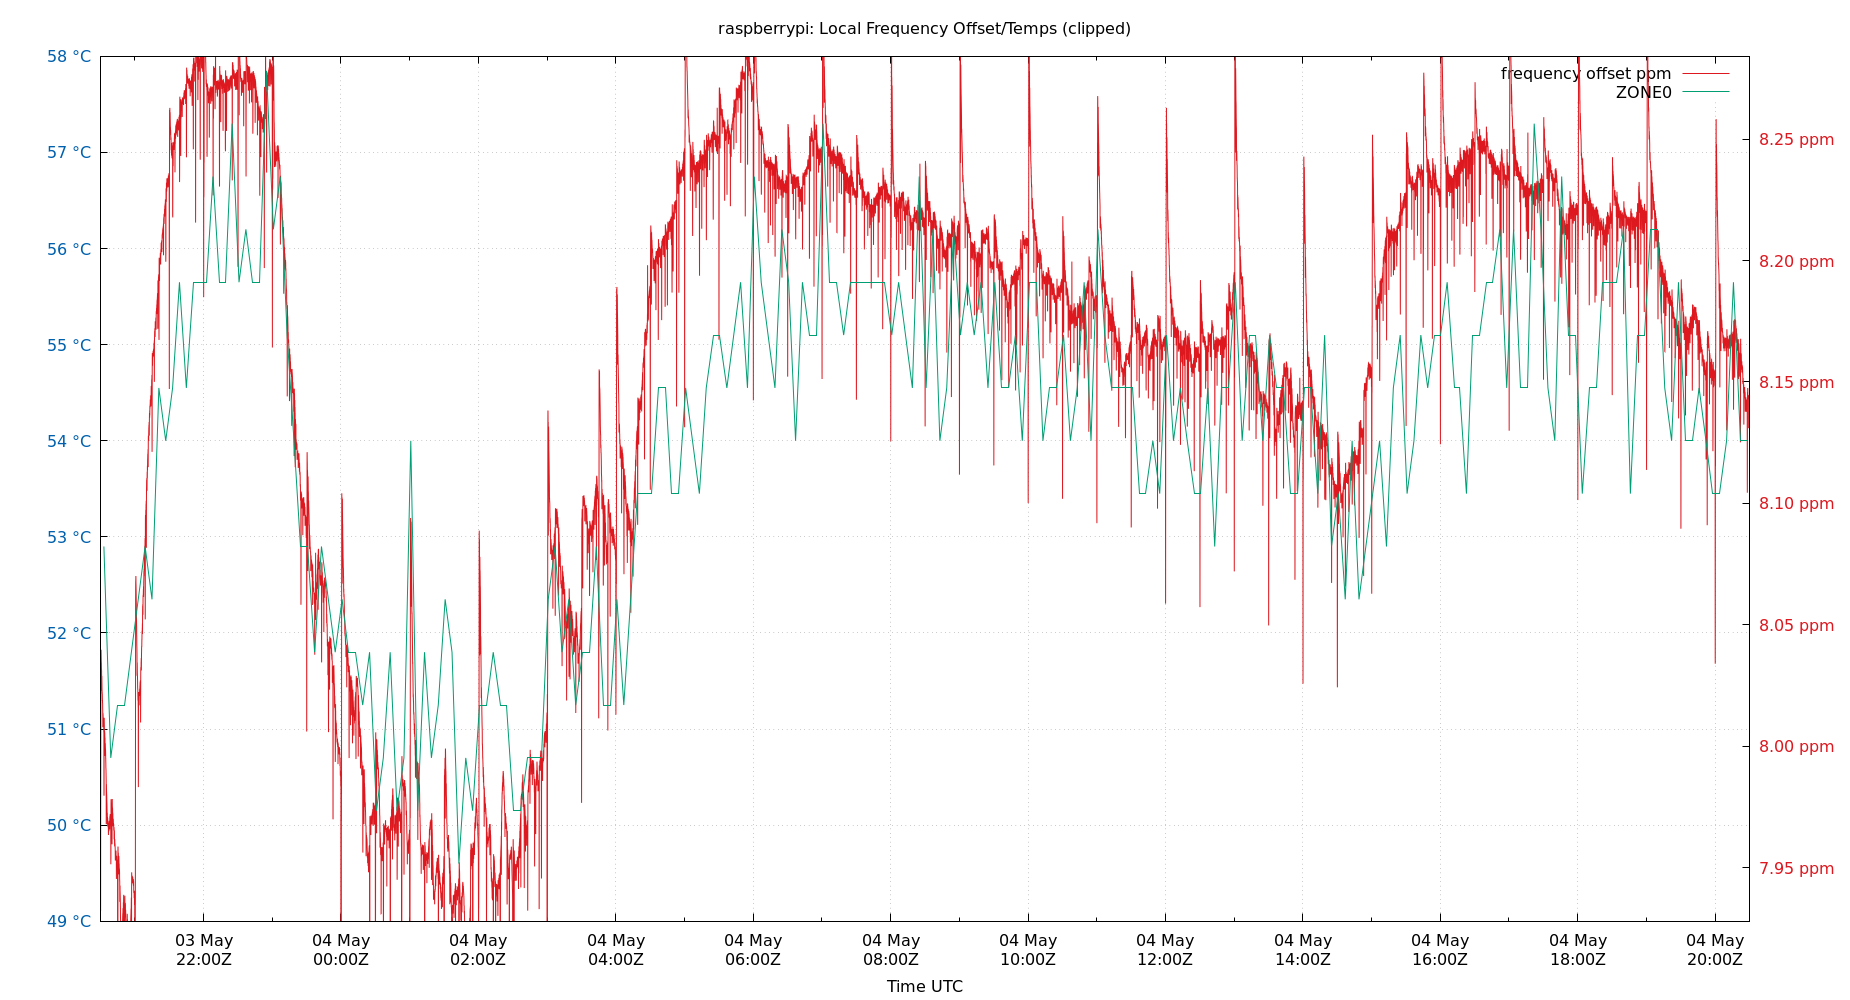 raspberrypi: Local Frequency Offset/Temps (clipped)
frequency offset ppm
ZONE0
58 °C
57 °C
56 °C
55 °C
54 °C
53 °C
52 °C
51 °C
50 °C
49 °C
8.25 ppm
8.20 ppm
8.15 ppm
8.10 ppm
8.05 ppm
8.00 ppm
7.95 ppm
03 May 04 May 04 May 04 May 04 May 04 May 04 May 04 May 04 May 04 May 04 May 04 May
22:00Z 00:00Z 02:00Z 04:00Z 06:00Z 08:00Z 10:00Z 12:00Z 14:00Z 16:00Z 18:00Z 20:00Z
Time UTC